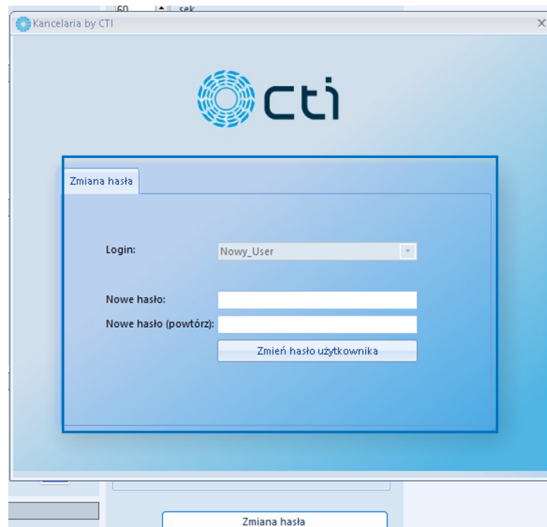 60 sek
Kancelaria by CTI
cti
Zmiana hasła
Login:
Nowy_User
Nowe hasło:
Nowe hasło (powtórz):
Zmień hasło użytkownika
Zmiana hasła